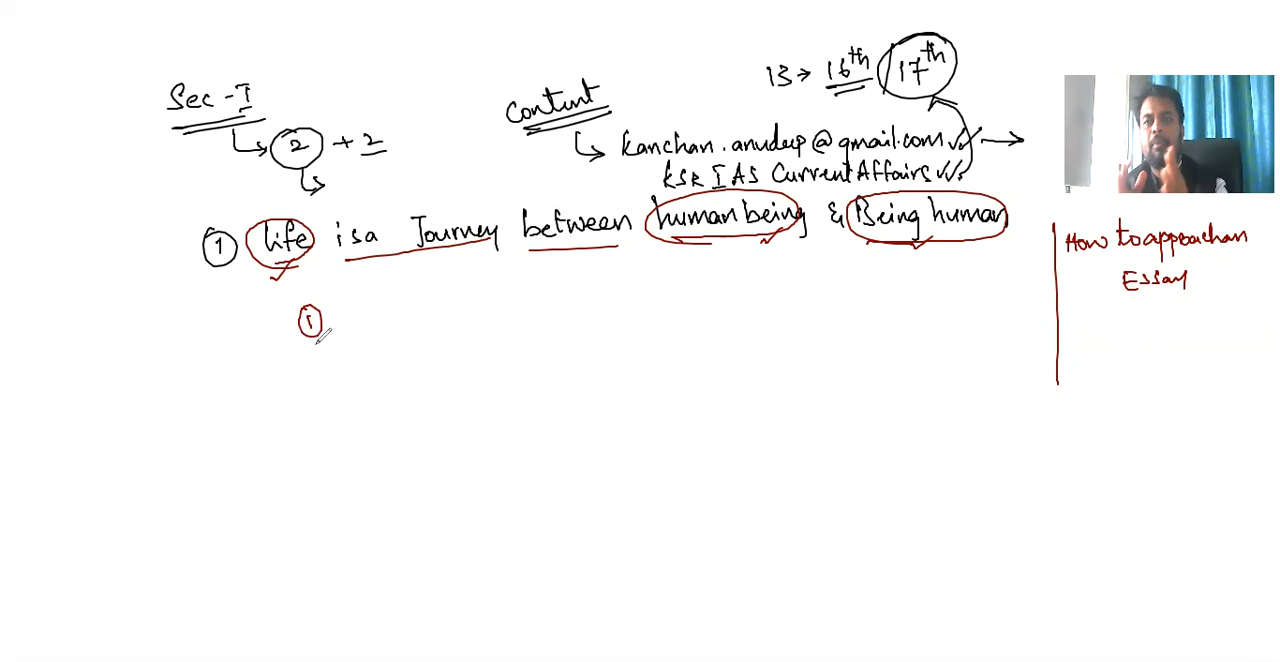 13 → 16th 17th
Sec - I
Content
2 + 2
kanchan.anudeep@gmail.com
KSR IAS Current Affairs
1 life is a Journey between human being & Being human
How to approach an
Essay
1